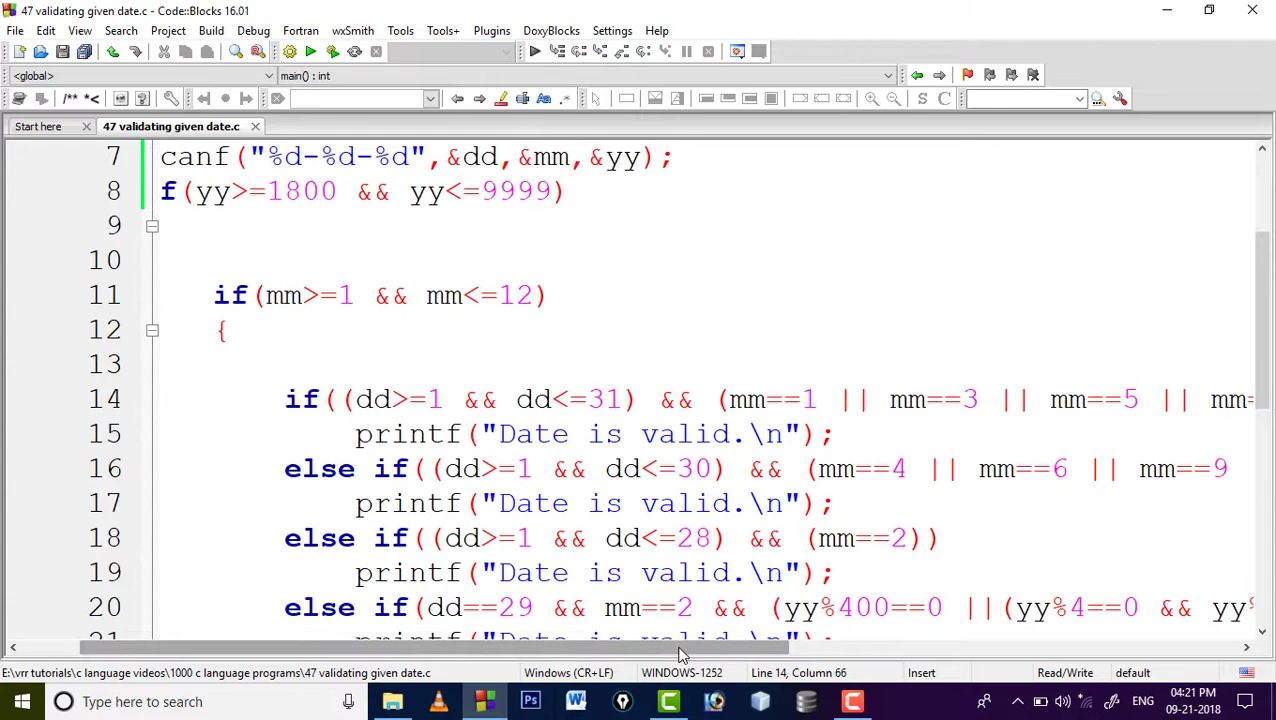 47 validating given date.c - Code::Blocks 16.01
File Edit View Search Project Build Debug Fortran wxSmith Tools Tools+ Plugins DoxyBlocks Settings Help
<global> main() : int
/** *<
Start here 47 validating given date.c
7 canf("%d-%d-%d",&dd,&mm,&yy);
8 f(yy>=1800 && yy<=9999)
9
10
11 if(mm>=1 && mm<=12)
12 {
13
14 if((dd>=1 && dd<=31) && (mm==1 || mm==3 || mm==5 || mm=
15 printf("Date is valid.\n");
16 else if((dd>=1 && dd<=30) && (mm==4 || mm==6 || mm==9
17 printf("Date is valid.\n");
18 else if((dd>=1 && dd<=28) && (mm==2))
19 printf("Date is valid.\n");
20 else if(dd==29 && mm==2 && (yy%400==0 ||(yy%4==0 && yy%
21 printf("Date is valid.\n");
E:\vrr tutorials\c language videos\1000 c language programs\47 validating given date.c Windows (CR+LF) WINDOWS-1252 Line 14, Column 66 Insert Read/Write default
Type here to search ENG 04:21 PM
09-21-2018